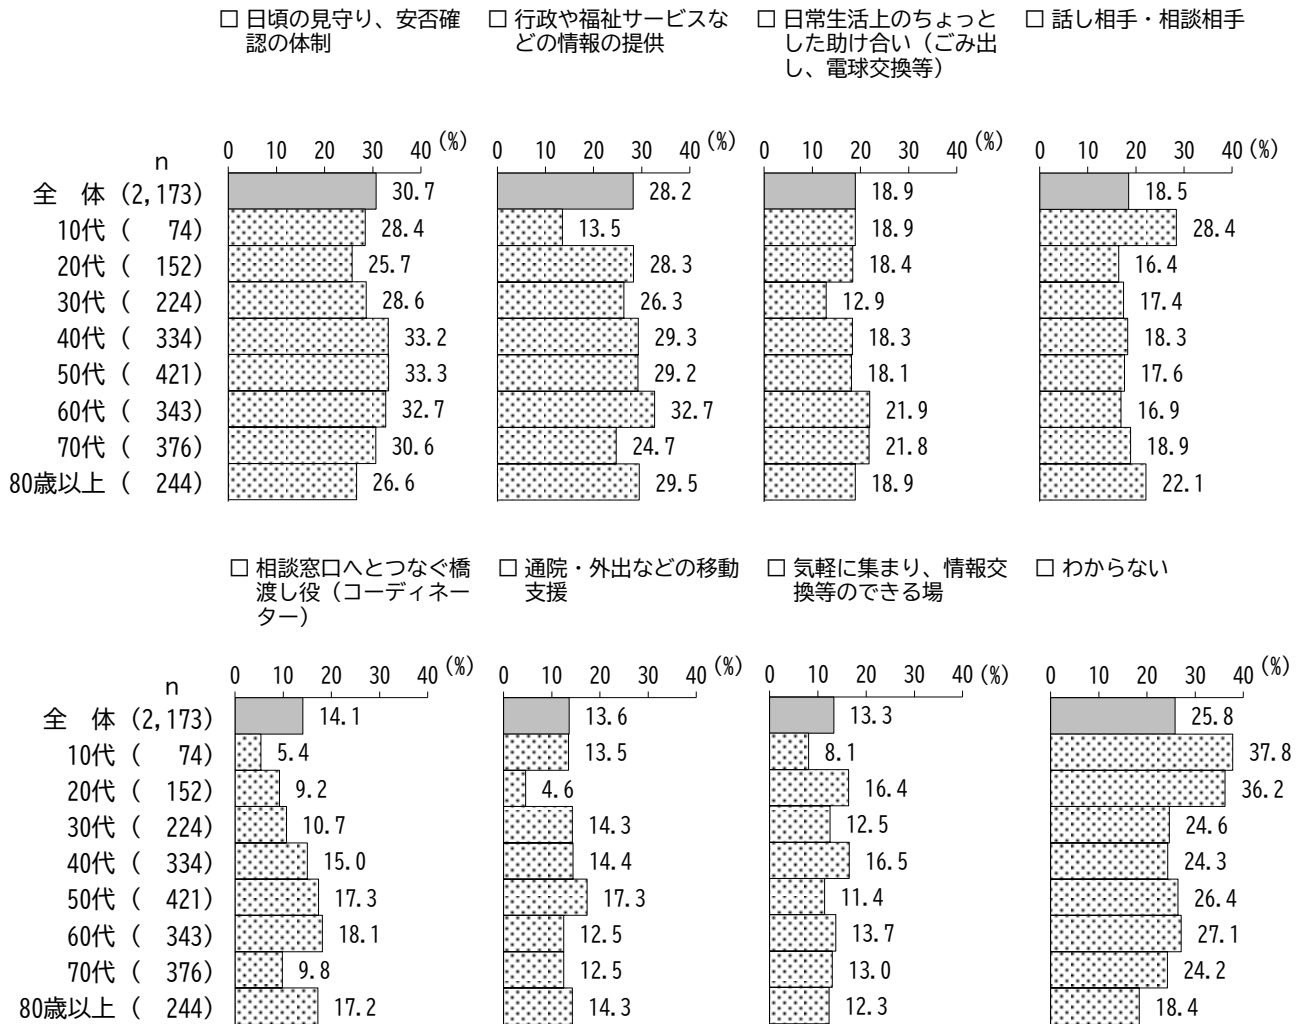 □ 日頃の見守り、安否確認の体制
□ 行政や福祉サービスなどの情報の提供
□ 日常生活上のちょっとした助け合い（ごみ出し、電球交換等）
□ 話し相手・相談相手
n 0 10 20 30 40 (%) 0 10 20 30 40 (%) 0 10 20 30 40 (%) 0 10 20 30 40 (%)
全　体 (2,173) 30.7 28.2 18.9 18.5
10代 ( 74) 28.4 13.5 18.9 28.4
20代 ( 152) 25.7 28.3 18.4 16.4
30代 ( 224) 28.6 26.3 12.9 17.4
40代 ( 334) 33.2 29.3 18.3 18.3
50代 ( 421) 33.3 29.2 18.1 17.6
60代 ( 343) 32.7 32.7 21.9 16.9
70代 ( 376) 30.6 24.7 21.8 18.9
80歳以上 ( 244) 26.6 29.5 18.9 22.1
□ 相談窓口へとつなぐ橋渡し役（コーディネーター）
□ 通院・外出などの移動支援
□ 気軽に集まり、情報交換等のできる場
□ わからない
n 0 10 20 30 40 (%) 0 10 20 30 40 (%) 0 10 20 30 40 (%) 0 10 20 30 40 (%)
全　体 (2,173) 14.1 13.6 13.3 25.8
10代 ( 74) 5.4 13.5 8.1 37.8
20代 ( 152) 9.2 4.6 16.4 36.2
30代 ( 224) 10.7 14.3 12.5 24.6
40代 ( 334) 15.0 14.4 16.5 24.3
50代 ( 421) 17.3 17.3 11.4 26.4
60代 ( 343) 18.1 12.5 13.7 27.1
70代 ( 376) 9.8 12.5 13.0 24.2
80歳以上 ( 244) 17.2 14.3 12.3 18.4